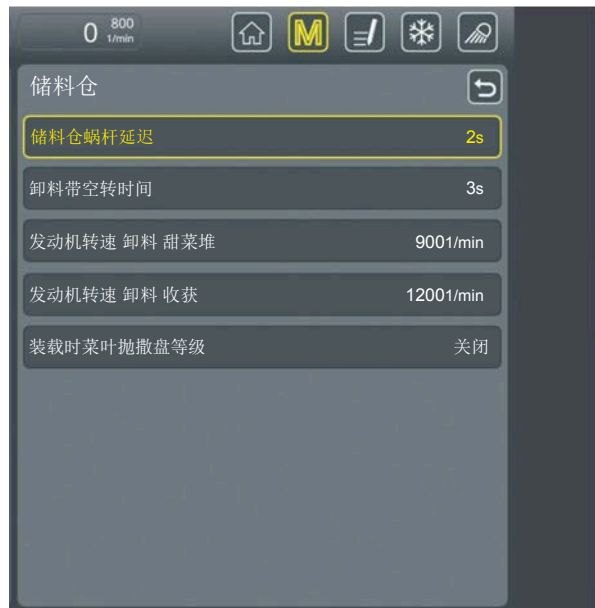 0 800
1/min
M
储料仓
储料仓蜗杆延迟 2s
卸料带空转时间 3s
发动机转速 卸料 甜菜堆 9001/min
发动机转速 卸料 收获 12001/min
装载时菜叶抛撒盘等级 关闭